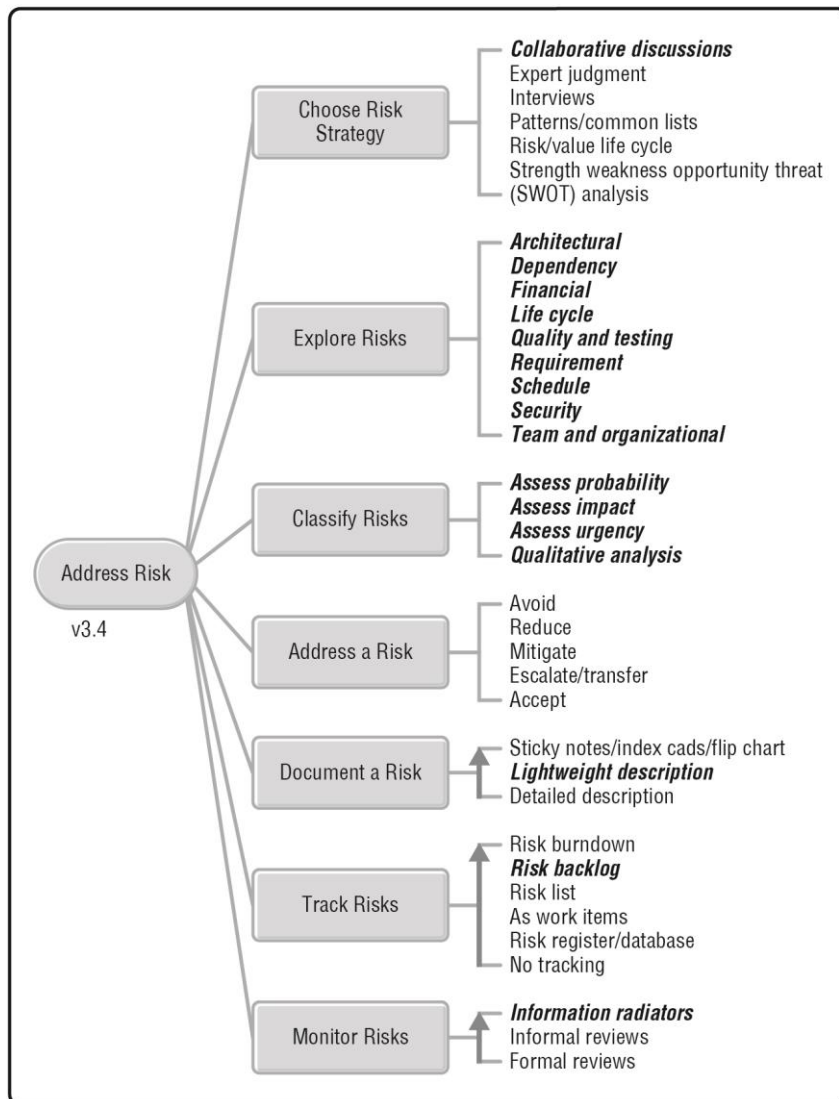 Address Risk
v3.4
Choose Risk
Strategy
Collaborative discussions
Expert judgment
Interviews
Patterns/common lists
Risk/value life cycle
Strength weakness opportunity threat
(SWOT) analysis
Explore Risks
Architectural
Dependency
Financial
Life cycle
Quality and testing
Requirement
Schedule
Security
Team and organizational
Classify Risks
Assess probability
Assess impact
Assess urgency
Qualitative analysis
Address a Risk
Avoid
Reduce
Mitigate
Escalate/transfer
Accept
Document a Risk
Sticky notes/index cads/flip chart
Lightweight description
Detailed description
Track Risks
Risk burndown
Risk backlog
Risk list
As work items
Risk register/database
No tracking
Monitor Risks
Information radiators
Informal reviews
Formal reviews